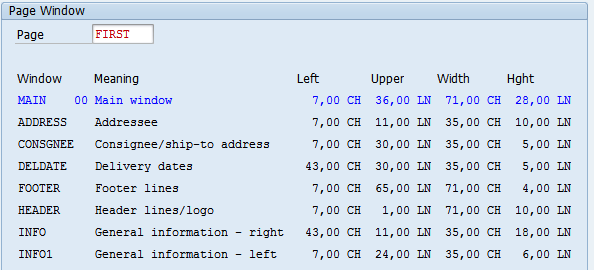 Page Window
Page FIRST
Window Meaning Left Upper Width Hght
MAIN 00 Main window 7,00 CH 36,00 LN 71,00 CH 28,00 LN
ADDRESS Addressee 7,00 CH 11,00 LN 35,00 CH 10,00 LN
CONSGNEE Consignee/ship-to address 7,00 CH 30,00 LN 35,00 CH 5,00 LN
DELDATE Delivery dates 43,00 CH 30,00 LN 35,00 CH 5,00 LN
FOOTER Footer lines 7,00 CH 65,00 LN 71,00 CH 4,00 LN
HEADER Header lines/logo 7,00 CH 1,00 LN 71,00 CH 10,00 LN
INFO General information - right 43,00 CH 11,00 LN 35,00 CH 18,00 LN
INFO1 General information - left 7,00 CH 24,00 LN 35,00 CH 6,00 LN